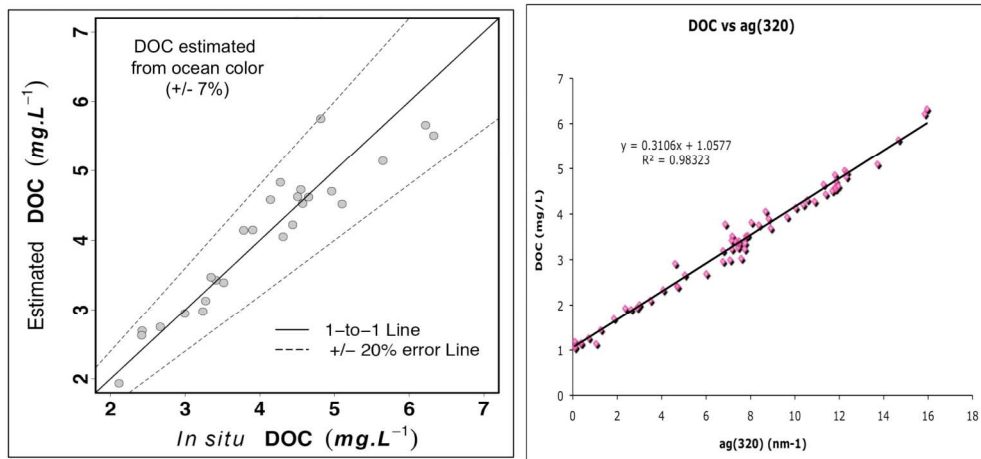 DOC estimated
from ocean color
(+/- 7%)
Estimated DOC (mg.L⁻¹)
7
6
5
4
3
2
1-to-1 Line
+/- 20% error Line
2 3 4 5 6 7
In situ DOC (mg.L⁻¹)
DOC vs ag(320)
DOC (mg/L)
7
6
5
4
3
2
1
0
y = 0.3106x + 1.0577
R² = 0.98323
0 2 4 6 8 10 12 14 16 18
ag(320) (nm-1)